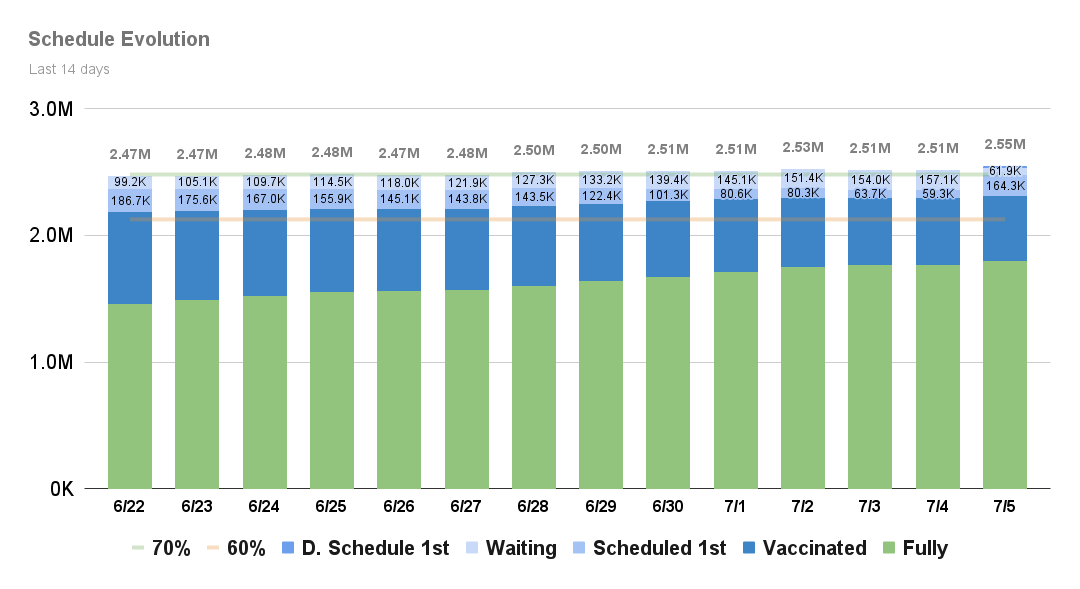 Schedule Evolution
Last 14 days
3.0M
2.47M 2.47M 2.48M 2.48M 2.47M 2.48M 2.50M 2.50M 2.51M 2.51M 2.53M 2.51M 2.51M 2.55M
99.2K 105.1K 109.7K 114.5K 118.0K 121.9K 127.3K 133.2K 139.4K 145.1K 151.4K 154.0K 157.1K 61.9K
186.7K 175.6K 167.0K 155.9K 145.1K 143.8K 143.5K 122.4K 101.3K 80.6K 80.3K 63.7K 59.3K 164.3K
2.0M
1.0M
0K
6/22 6/23 6/24 6/25 6/26 6/27 6/28 6/29 6/30 7/1 7/2 7/3 7/4 7/5
70% 60% D. Schedule 1st Waiting Scheduled 1st Vaccinated Fully